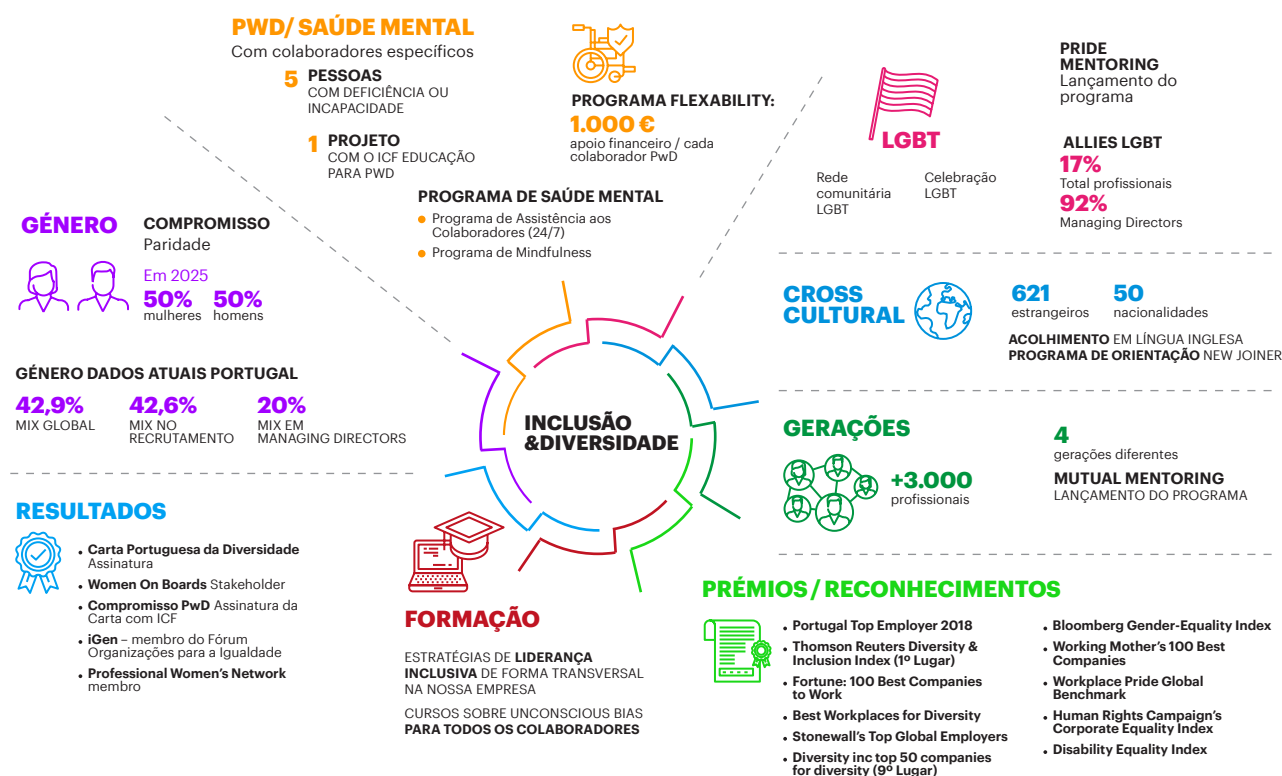 PWD/ SAÚDE MENTAL
Com colaboradores específicos
5 PESSOAS
COM DEFICIÊNCIA OU
INCAPACIDADE
1 PROJETO
COM O ICF EDUCAÇÃO
PARA PWD
PROGRAMA FLEXABILITY:
1.000 €
apoio financeiro / cada
colaborador PwD
PROGRAMA DE SAÚDE MENTAL
• Programa de Assistência aos
Colaboradores (24/7)
• Programa de Mindfulness
LGBT
Rede
comunitária
LGBT
Celebração
LGBT
PRIDE
MENTORING
Lançamento do
programa
ALLIES LGBT
17%
Total profissionais
92%
Managing Directors
GÉNERO
COMPROMISSO
Paridade
Em 2025
50%
mulheres
50%
homens
GÉNERO DADOS ATUAIS PORTUGAL
42,9%
MIX GLOBAL
42,6%
MIX NO
RECRUTAMENTO
20%
MIX EM
MANAGING DIRECTORS
INCLUSÃO
&DIVERSIDADE
CROSS
CULTURAL
621
estrangeiros
50
nacionalidades
ACOLHIMENTO EM LÍNGUA INGLESA
PROGRAMA DE ORIENTAÇÃO NEW JOINER
GERAÇÕES
+3.000
profissionais
4
gerações diferentes
MUTUAL MENTORING
LANÇAMENTO DO PROGRAMA
RESULTADOS
• Carta Portuguesa da Diversidade
Assinatura
• Women On Boards Stakeholder
• Compromisso PwD Assinatura da
Carta com ICF
• iGen – membro do Fórum
Organizações para a Igualdade
• Professional Women's Network
membro
FORMAÇÃO
ESTRATÉGIAS DE LIDERANÇA
INCLUSIVA DE FORMA TRANSVERSAL
NA NOSSA EMPRESA
CURSOS SOBRE UNCONSCIOUS BIAS
PARA TODOS OS COLABORADORES
PRÉMIOS / RECONHECIMENTOS
• Portugal Top Employer 2018
• Thomson Reuters Diversity &
Inclusion Index (1º Lugar)
• Fortune: 100 Best Companies
to Work
• Best Workplaces for Diversity
• Stonewall's Top Global Employers
• Diversity inc top 50 companies
for diversity (9º Lugar)
• Bloomberg Gender-Equality Index
• Working Mother's 100 Best
Companies
• Workplace Pride Global
Benchmark
• Human Rights Campaign's
Corporate Equality Index
• Disability Equality Index